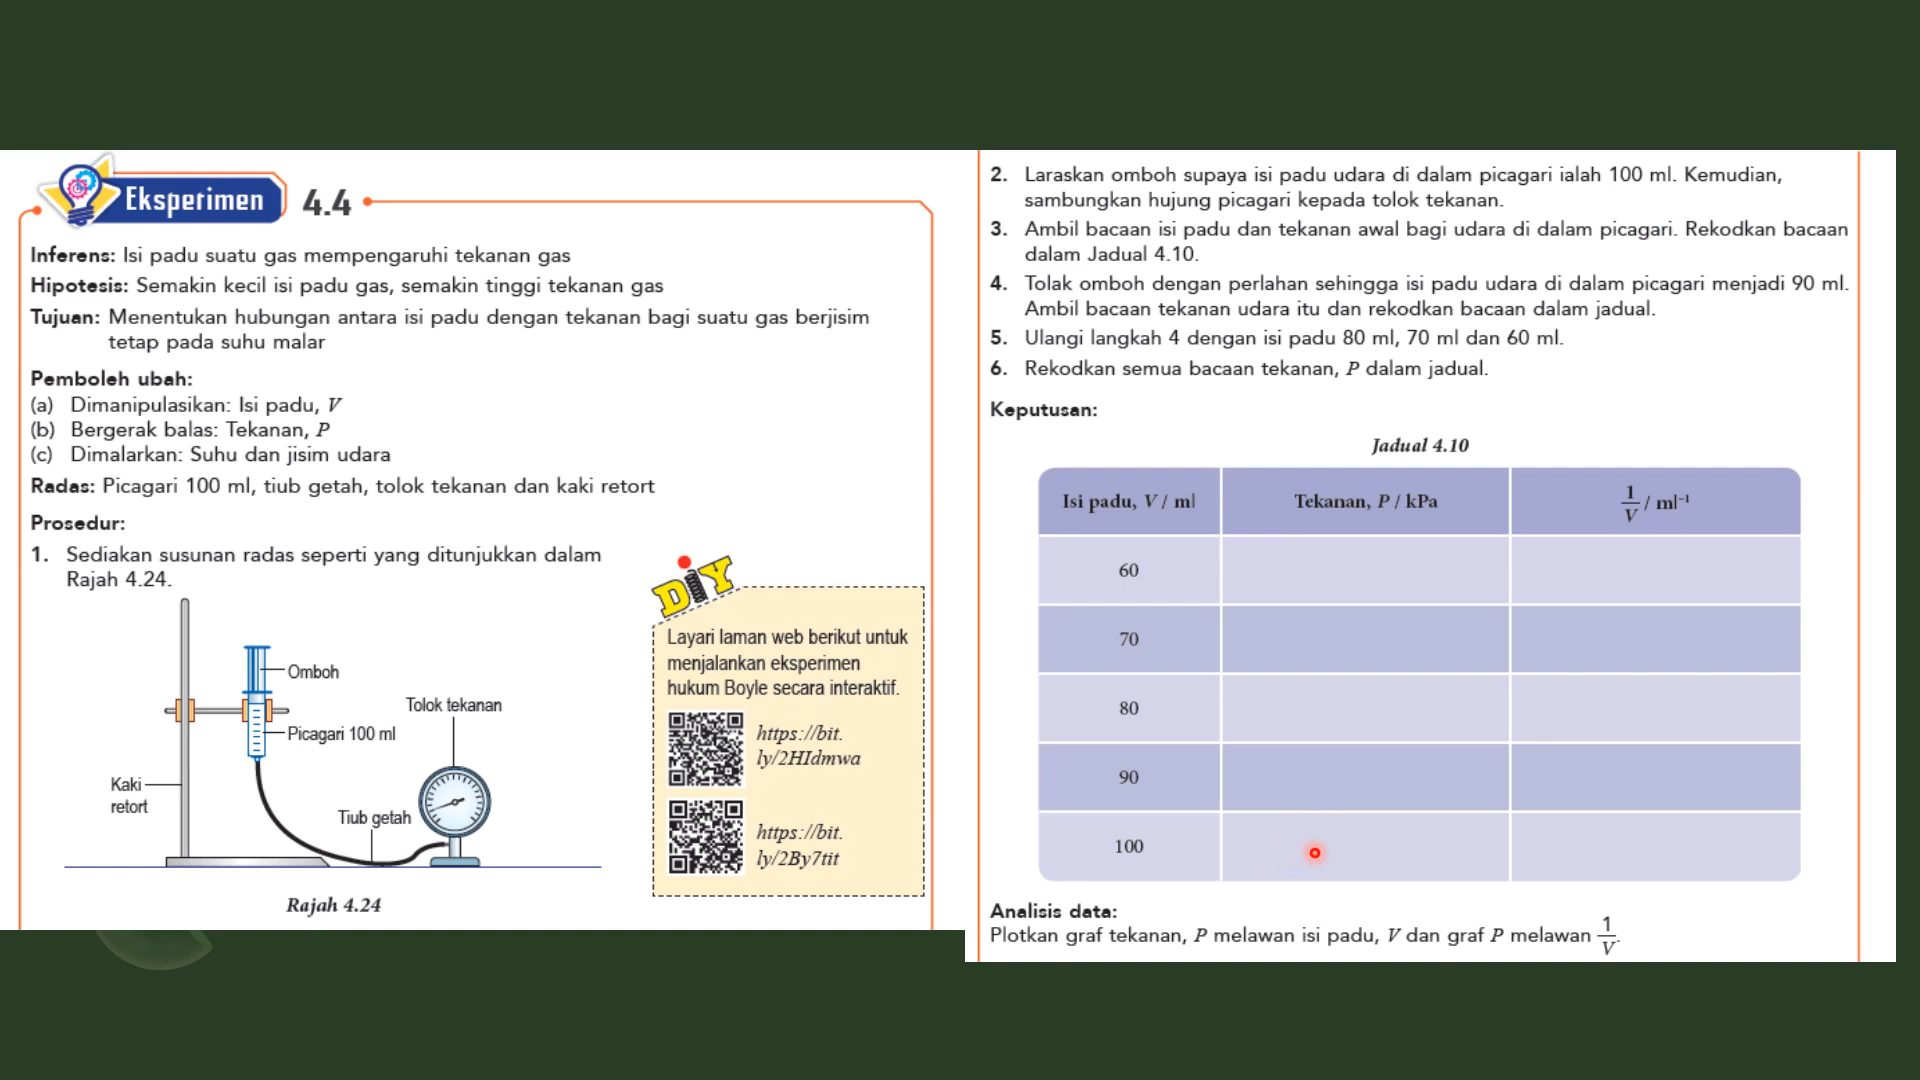 Eksperimen 4.4
Inferens: Isi padu suatu gas mempengaruhi tekanan gas
Hipotesis: Semakin kecil isi padu gas, semakin tinggi tekanan gas
Tujuan: Menentukan hubungan antara isi padu dengan tekanan bagi suatu gas berjisim
tetap pada suhu malar
Pemboleh ubah:
(a) Dimanipulasikan: Isi padu, V
(b) Bergerak balas: Tekanan, P
(c) Dimalarkan: Suhu dan jisim udara
Radas: Picagari 100 ml, tiub getah, tolok tekanan dan kaki retort
Prosedur:
1. Sediakan susunan radas seperti yang ditunjukkan dalam
Rajah 4.24.
Omboh
Tolok tekanan
Picagari 100 ml
Kaki
retort
Tiub getah
Rajah 4.24
DiY
Layari laman web berikut untuk
menjalankan eksperimen
hukum Boyle secara interaktif.
https://bit.
ly/2HIdmwa
https://bit.
ly/2By7tit
2. Laraskan omboh supaya isi padu udara di dalam picagari ialah 100 ml. Kemudian,
sambungkan hujung picagari kepada tolok tekanan.
3. Ambil bacaan isi padu dan tekanan awal bagi udara di dalam picagari. Rekodkan bacaan
dalam Jadual 4.10.
4. Tolak omboh dengan perlahan sehingga isi padu udara di dalam picagari menjadi 90 ml.
Ambil bacaan tekanan udara itu dan rekodkan bacaan dalam jadual.
5. Ulangi langkah 4 dengan isi padu 80 ml, 70 ml dan 60 ml.
6. Rekodkan semua bacaan tekanan, P dalam jadual.
Keputusan:
Jadual 4.10
Isi padu, V / ml Tekanan, P / kPa 1/V / ml⁻¹
60
70
80
90
100
Analisis data:
Plotkan graf tekanan, P melawan isi padu, V dan graf P melawan 1/V.